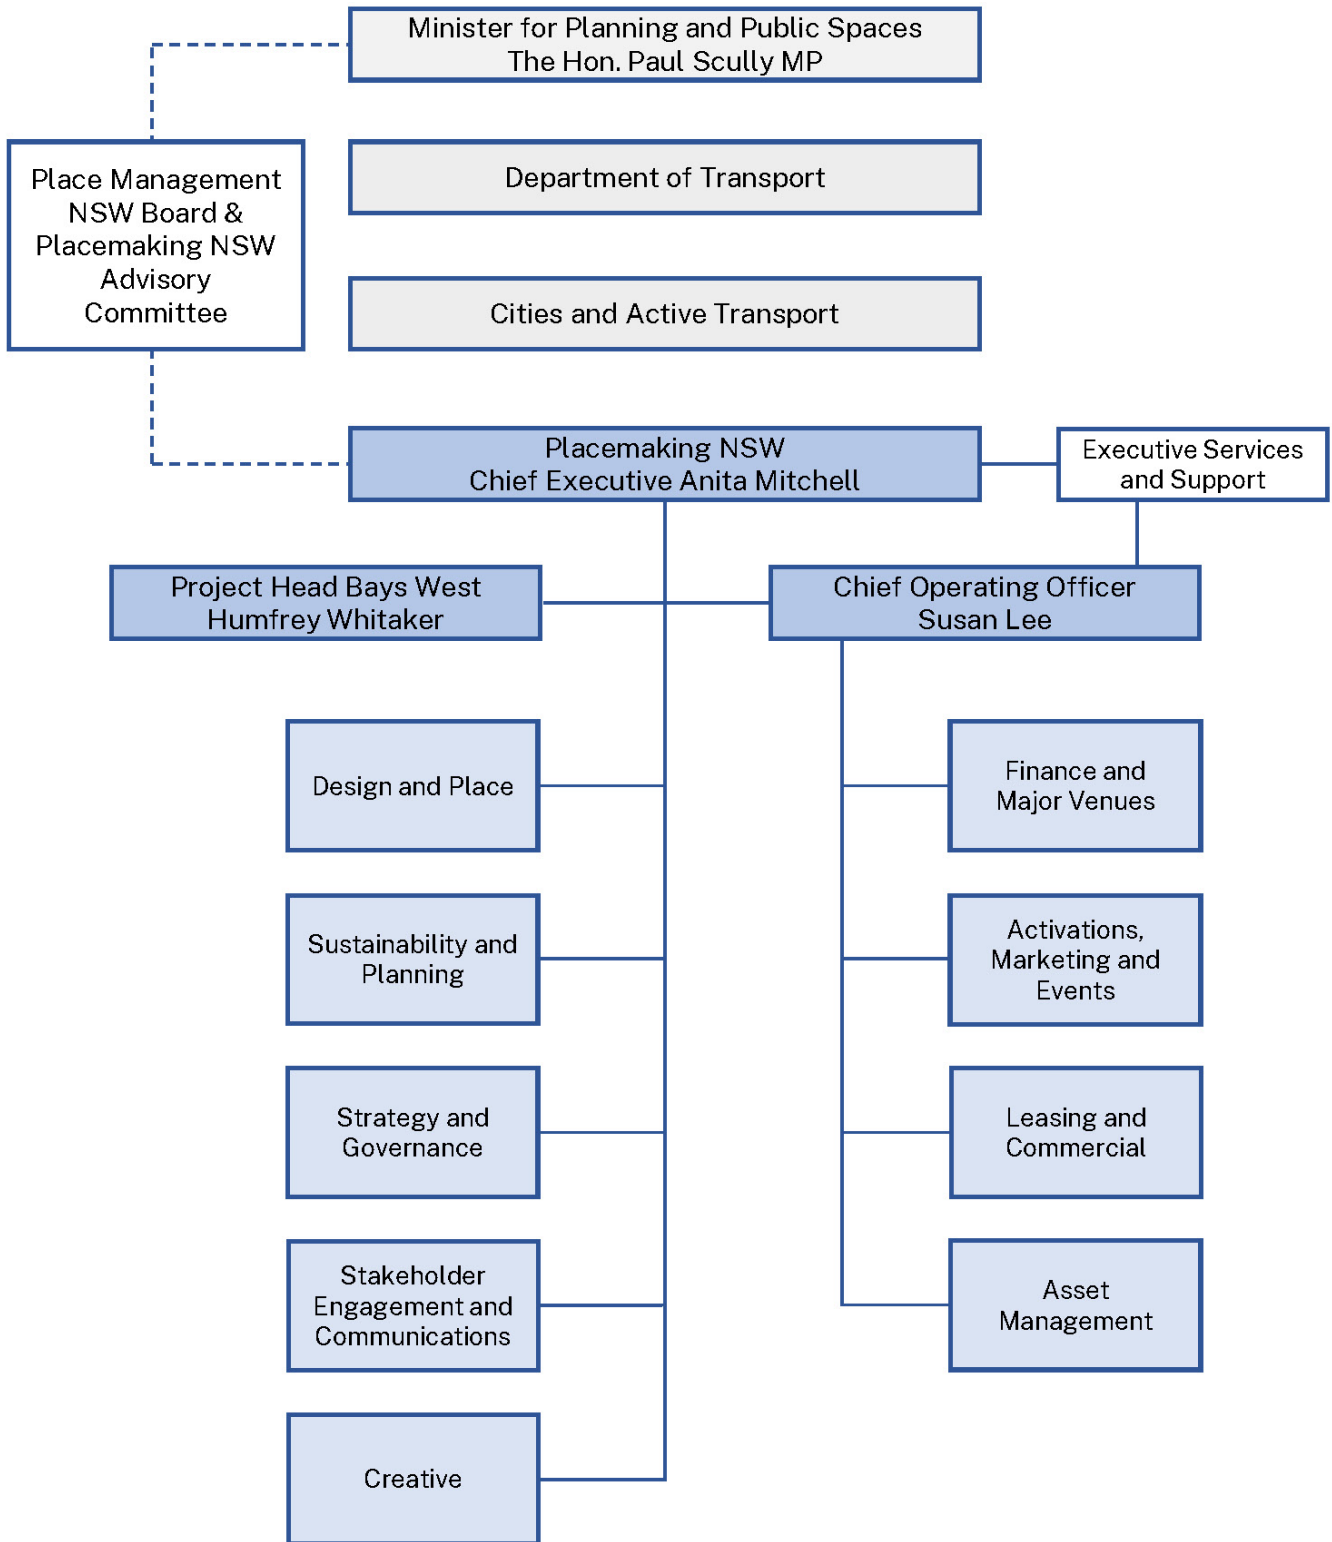 Minister for Planning and Public Spaces
The Hon. Paul Scully MP
Place Management
NSW Board &
Placemaking NSW
Advisory
Committee
Department of Transport
Cities and Active Transport
Placemaking NSW
Chief Executive Anita Mitchell
Executive Services
and Support
Project Head Bays West
Humfrey Whitaker
Chief Operating Officer
Susan Lee
Design and Place
Finance and
Major Venues
Sustainability and
Planning
Activations,
Marketing and
Events
Strategy and
Governance
Leasing and
Commercial
Stakeholder
Engagement and
Communications
Asset
Management
Creative